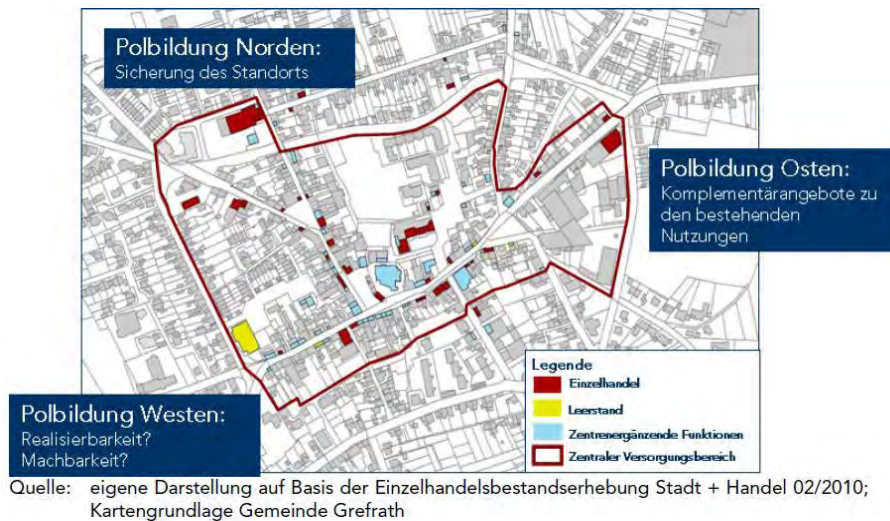 Polbildung Norden:
Sicherung des Standorts
Polbildung Osten:
Komplementärangebote zu
den bestehenden
Nutzungen
Legende
Einzelhandel
Leerstand
Zentrenergänzende Funktionen
Zentraler Versorgungsbereich
Polbildung Westen:
Realisierbarkeit?
Machbarkeit?
Quelle: eigene Darstellung auf Basis der Einzelhandelsbestandserhebung Stadt + Handel 02/2010;
Kartengrundlage Gemeinde Grefrath